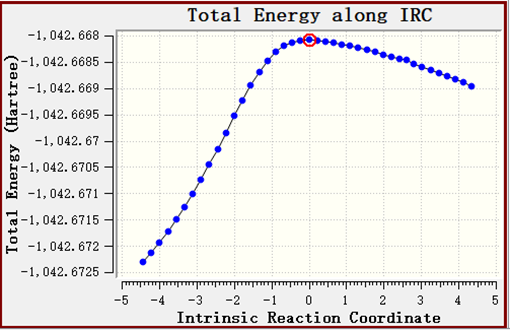 Total Energy along IRC
Total Energy (Hartree)
-1,042.668
-1,042.6685
-1,042.669
-1,042.6695
-1,042.67
-1,042.6705
-1,042.671
-1,042.6715
-1,042.672
-1,042.6725
-5 -4 -3 -2 -1 0 1 2 3 4 5
Intrinsic Reaction Coordinate